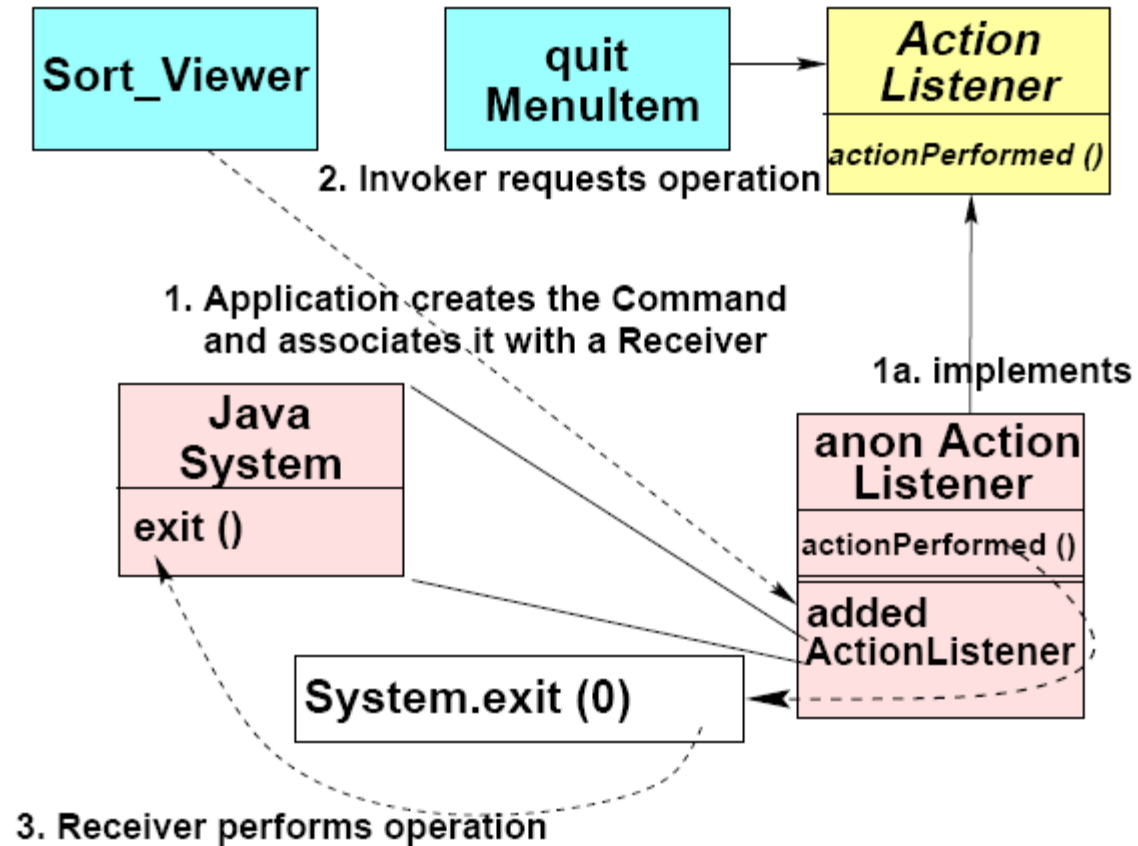 Sort_Viewer
quit
MenuItem
Action
Listener
actionPerformed ()
2. Invoker requests operation
1. Application creates the Command
and associates it with a Receiver
1a. implements
Java
System
exit ()
anon Action
Listener
actionPerformed ()
added
ActionListener
System.exit (0)
3. Receiver performs operation